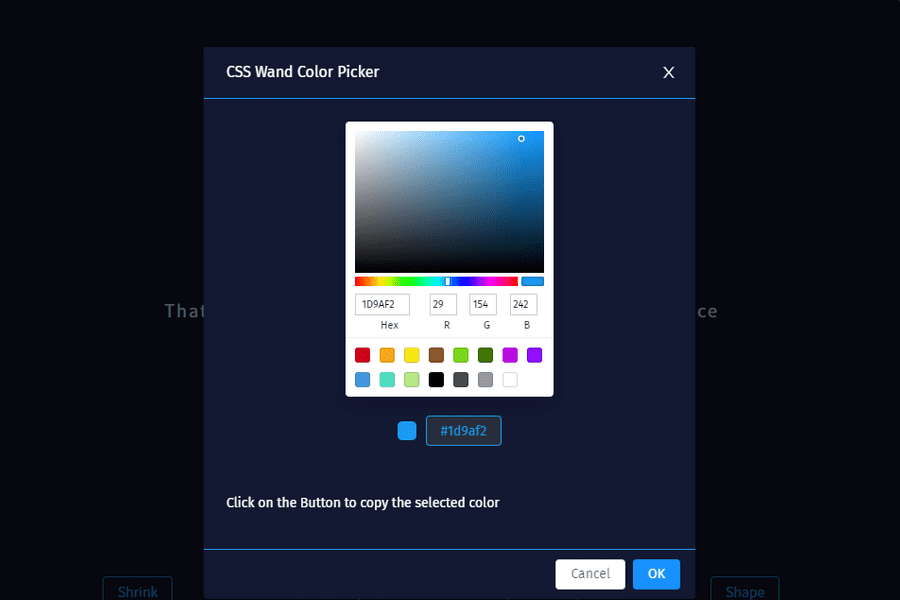 CSS Wand Color Picker
X
That
ce
1D9AF2 29 154 242
Hex R G B
#1d9af2
Click on the Button to copy the selected color
Cancel OK
Shrink Shape